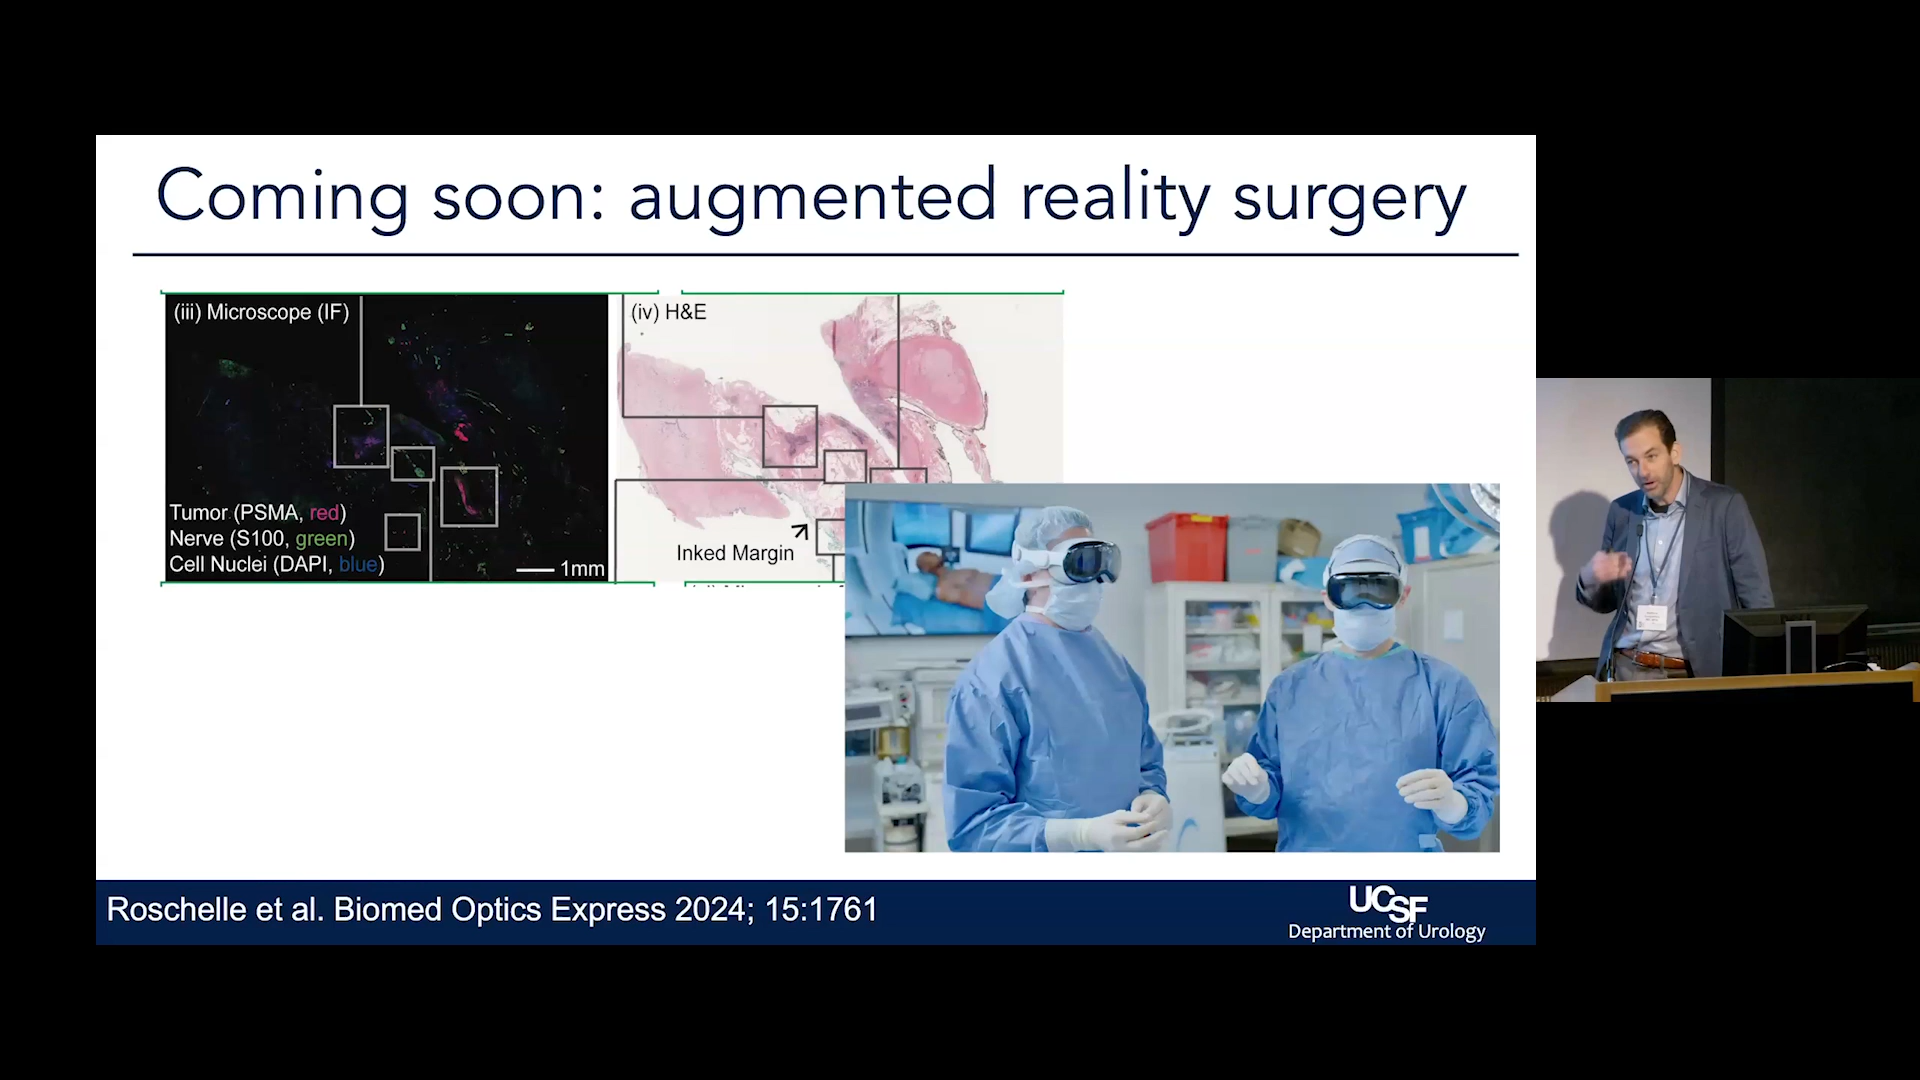 Coming soon: augmented reality surgery
(iii) Microscope (IF)
Tumor (PSMA, red)
Nerve (S100, green)
Cell Nuclei (DAPI, blue)
1mm
(iv) H&E
Inked Margin
Roschelle et al. Biomed Optics Express 2024; 15:1761
UCSF
Department of Urology